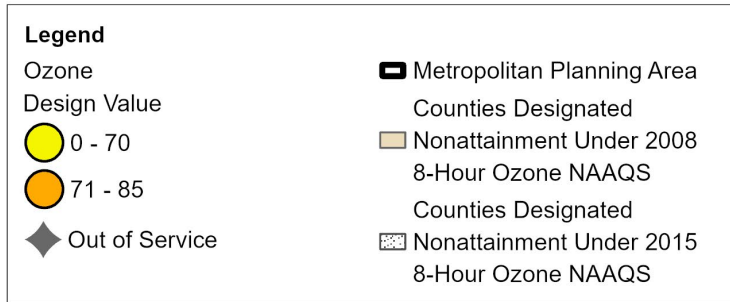 Legend
Ozone
Design Value
0 - 70
71 - 85
Out of Service
Metropolitan Planning Area
Counties Designated
Nonattainment Under 2008
8-Hour Ozone NAAQS
Counties Designated
Nonattainment Under 2015
8-Hour Ozone NAAQS